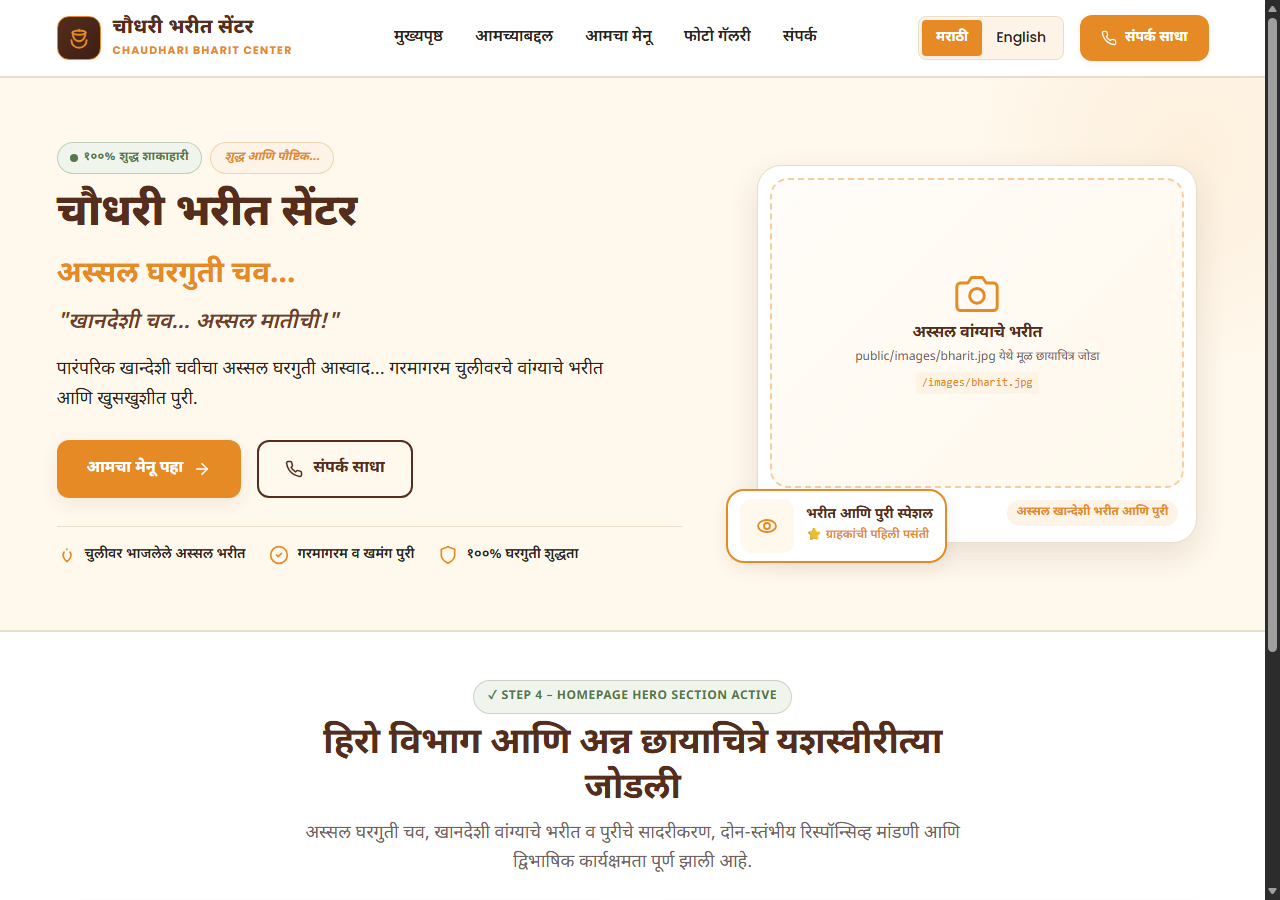 चौधरी भरीत सेंटर
CHAUDHARI BHARIT CENTER
मुख्यपृष्ठ
आमच्याबद्दल
आमचा मेनू
फोटो गॅलरी
संपर्क
मराठी
English
संपर्क साधा
१००% शुद्ध शाकाहारी
शुद्ध आणि पौष्टिक...
चौधरी भरीत सेंटर
अस्सल घरगुती चव...
"खानदेशी चव... अस्सल मातीची!"
पारंपरिक खान्देशी चवीचा अस्सल घरगुती आस्वाद... गरमागरम चुलीवरचे वांग्याचे भरीत
आणि खुसखुशीत पुरी.
आमचा मेनू पहा
संपर्क साधा
चुलीवर भाजलेले अस्सल भरीत
गरमागरम व खमंग पुरी
१००% घरगुती शुद्धता
अस्सल वांग्याचे भरीत
public/images/bharit.jpg येथे मूळ छायाचित्र जोडा
/images/bharit.jpg
भरीत आणि पुरी स्पेशल
⭐ ग्राहकांची पहिली पसंती
अस्सल खान्देशी भरीत आणि पुरी
✓ STEP 4 – HOMEPAGE HERO SECTION ACTIVE
हिरो विभाग आणि अन्न छायाचित्रे यशस्वीरीत्या
जोडली
अस्सल घरगुती चव, खानदेशी वांग्याचे भरीत व पुरीचे सादरीकरण, दोन-स्तंभीय रिस्पॉन्सिव्ह मांडणी आणि
द्विभाषिक कार्यक्षमता पूर्ण झाली आहे.